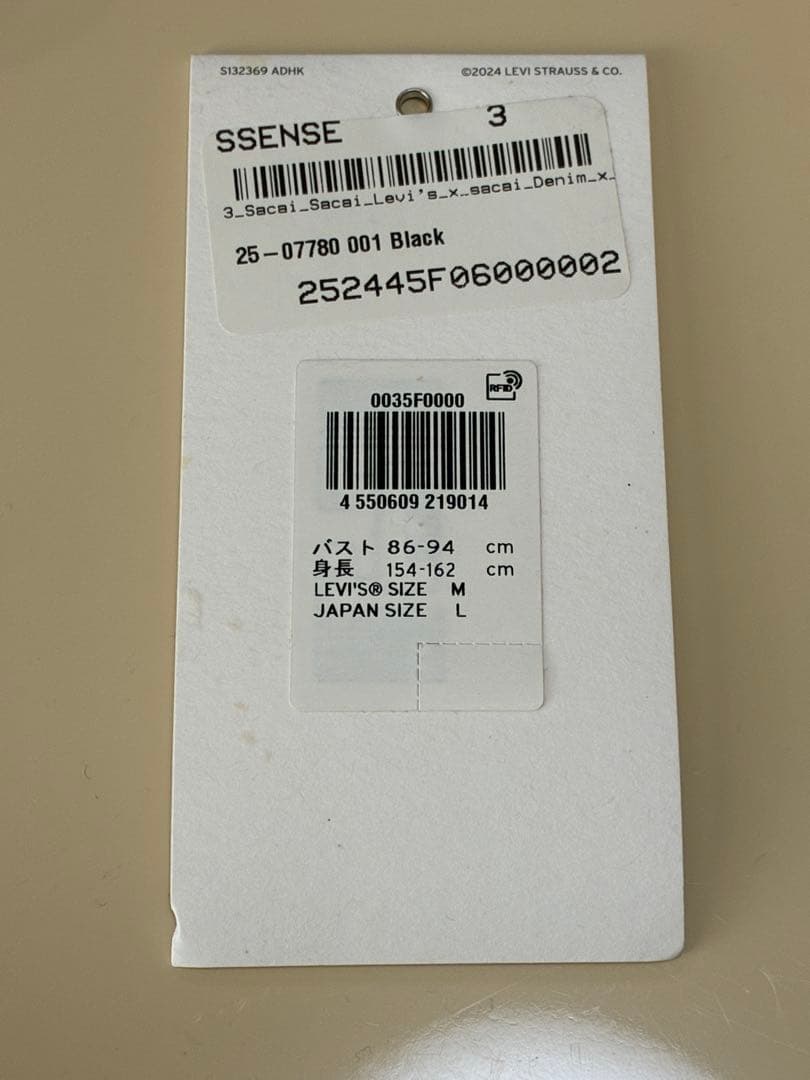 S132369 ADHK ©2024 LEVI STRAUSS & CO.
SSENSE 3
3_Sacai_Sacai_Levi's_x_sacai_Denim_x_
25-07780 001 Black
252445F06000002
RFID
0035F0000
4 550609 219014
バスト 86-94 cm
身長 154-162 cm
LEVI'S® SIZE M
JAPAN SIZE L